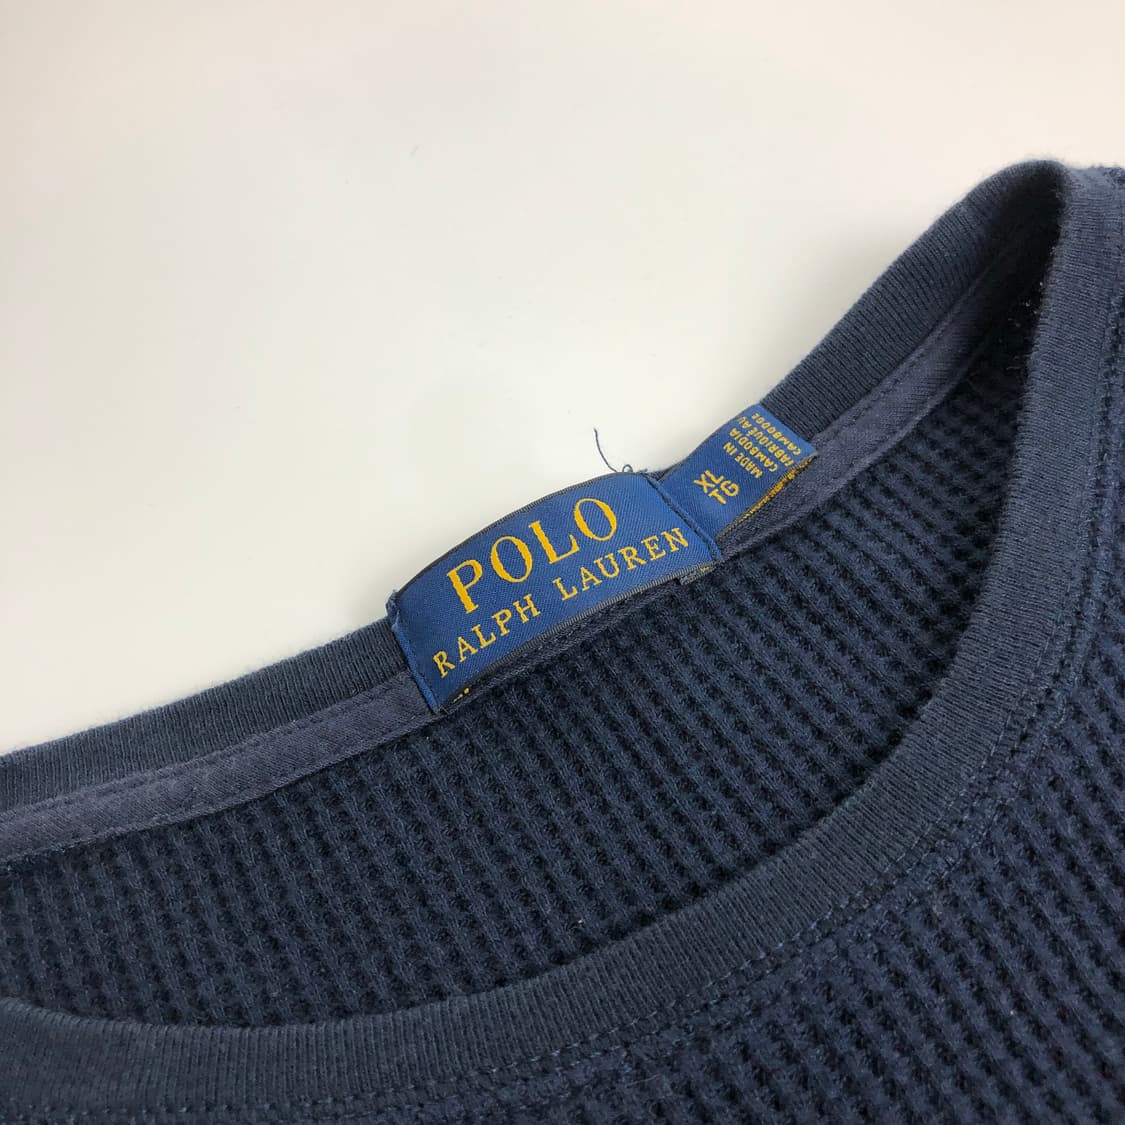 POLO
RALPH LAUREN
XL
TG
MADE IN
CAMBODIA
FABRIQUÉ AU
CAMBODGE